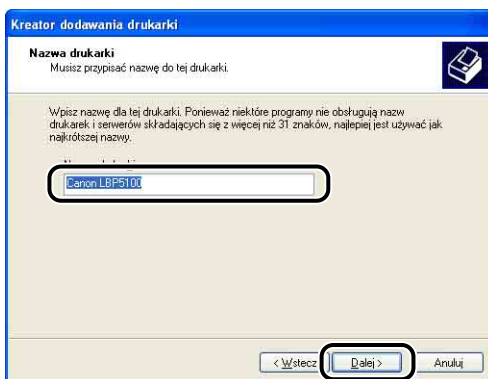 Kreator dodawania drukarki
Nazwa drukarki
Musisz przypisać nazwę do tej drukarki.
Wpisz nazwę dla tej drukarki. Ponieważ niektóre programy nie obsługują nazw
drukarek i serwerów składających się z więcej niż 31 znaków, najlepiej jest używać jak
najkrótszej nazwy.
Canon LBP5100
< Wstecz
Dalej >
Anuluj